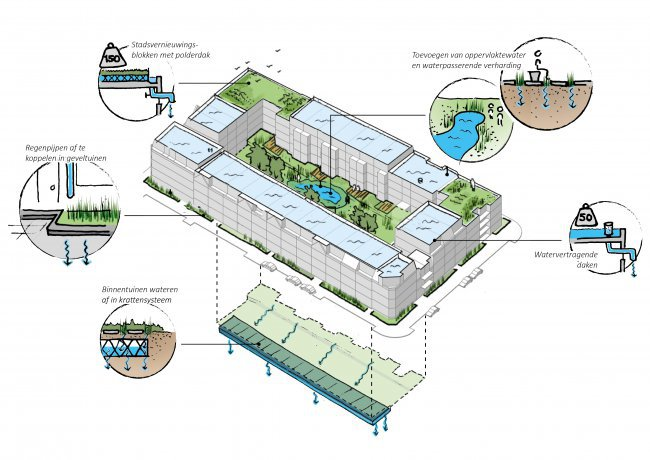 150
Stadsvernieuwings-
blokken met polderdak
Toevoegen van oppervlaktewater
en waterpasserende verharding
Regenpijpen af te
koppelen in geveltuinen
50
Watervertragende
daken
Binnentuinen wateren
af in krattensysteem